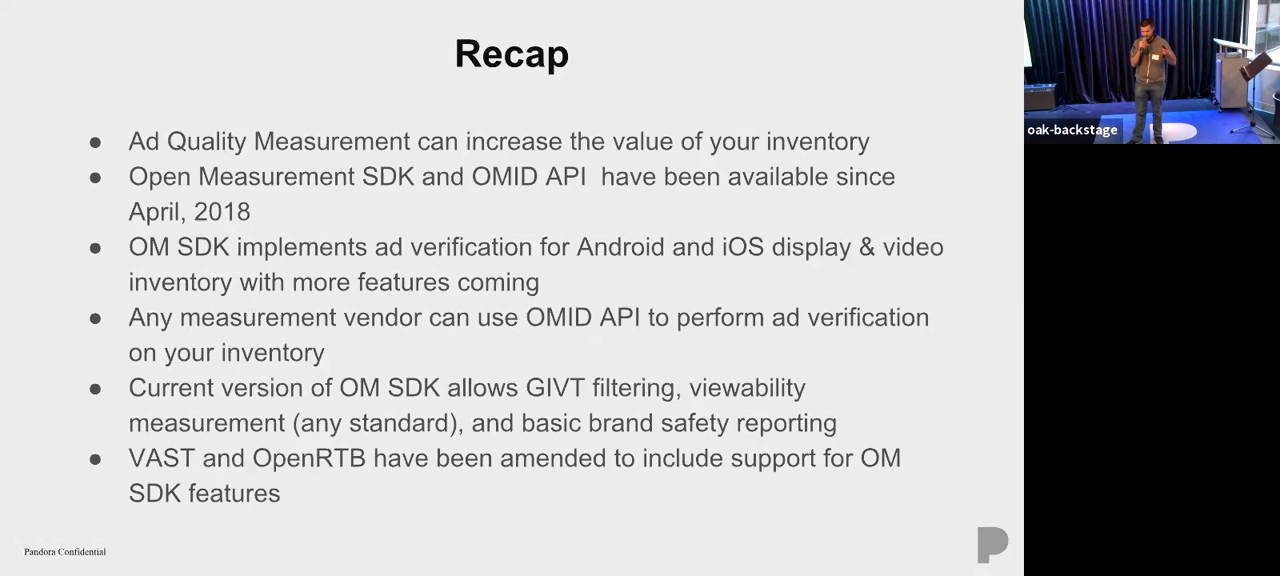 Recap
● Ad Quality Measurement can increase the value of your inventory
● Open Measurement SDK and OMID API have been available since
April, 2018
● OM SDK implements ad verification for Android and iOS display & video
inventory with more features coming
● Any measurement vendor can use OMID API to perform ad verification
on your inventory
● Current version of OM SDK allows GIVT filtering, viewability
measurement (any standard), and basic brand safety reporting
● VAST and OpenRTB have been amended to include support for OM
SDK features
Pandora Confidential
oak-backstage